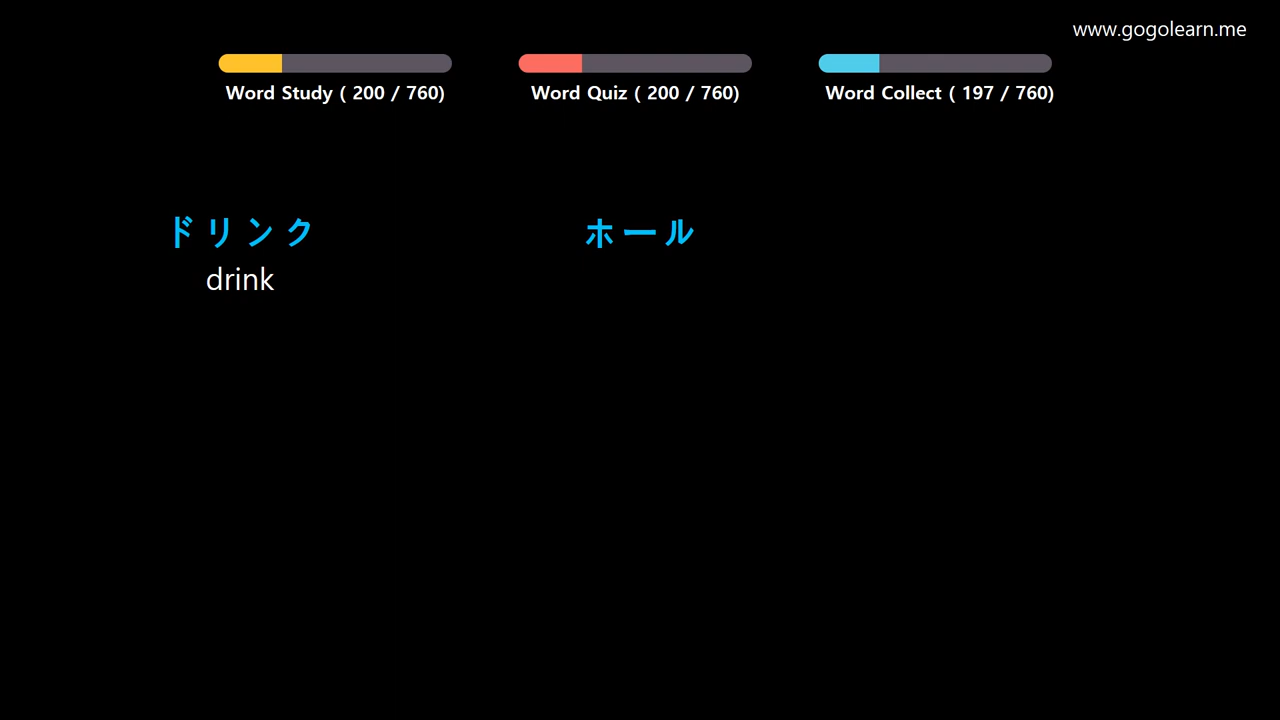 www.gogolearn.me
Word Study ( 200 / 760)
Word Quiz ( 200 / 760)
Word Collect ( 197 / 760)
ドリンク
drink
ホール